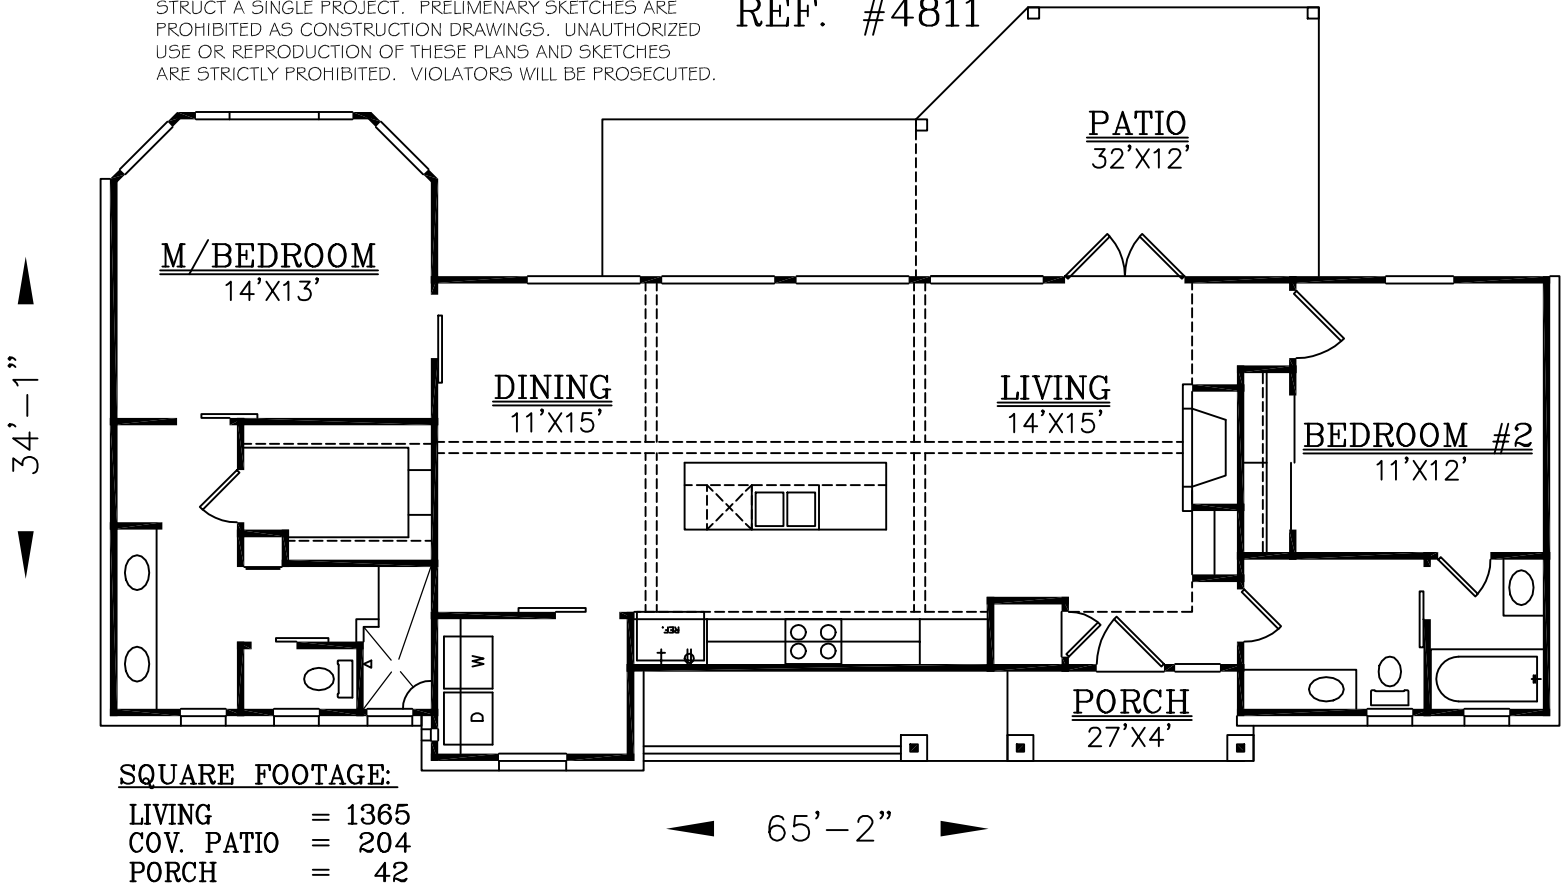 STRUCT A SINGLE PROJECT. PRELIMENARY SKETCHES ARE
PROHIBITED AS CONSTRUCTION DRAWINGS. UNAUTHORIZED
USE OR REPRODUCTION OF THESE PLANS AND SKETCHES
ARE STRICTLY PROHIBITED. VIOLATORS WILL BE PROSECUTED.
REF. #4811
PATIO
32'X12'
M/BEDROOM
14'X13'
DINING
11'X15'
LIVING
14'X15'
BEDROOM #2
11'X12'
34'-1"
REF.
W
D
PORCH
27'X4'
SQUARE FOOTAGE:
LIVING = 1365
COV. PATIO = 204
PORCH = 42
65'-2"